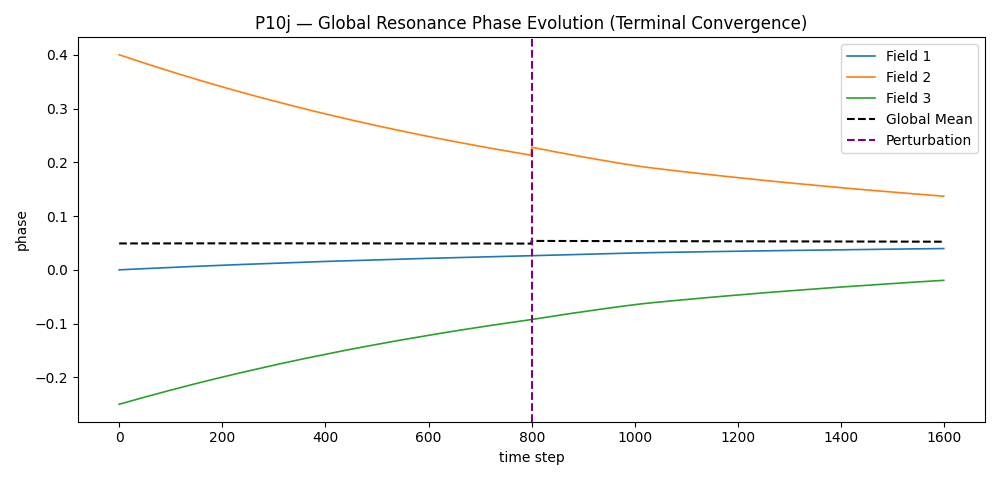 P10j — Global Resonance Phase Evolution (Terminal Convergence)
Field 1
Field 2
Field 3
Global Mean
Perturbation
phase
0.4
0.3
0.2
0.1
0.0
−0.1
−0.2
0 200 400 600 800 1000 1200 1400 1600
time step